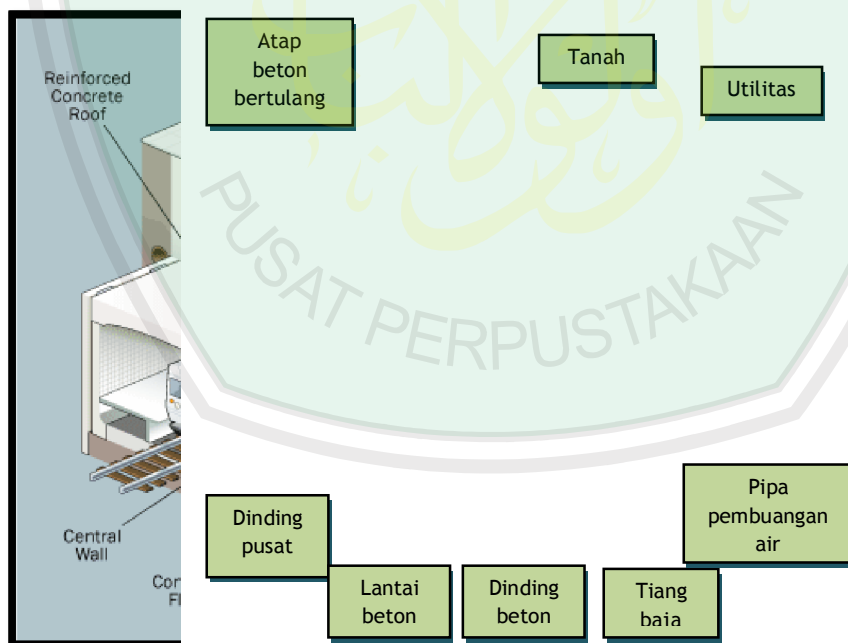 Reinforced
Concrete
Roof
Atap
beton
bertulang
Tanah
Utilitas
PUSAT PERPUSTAKAAN
Central
Wall
Dinding
pusat
Lantai
beton
Dinding
beton
Tiang
baja
Pipa
pembuangan
air